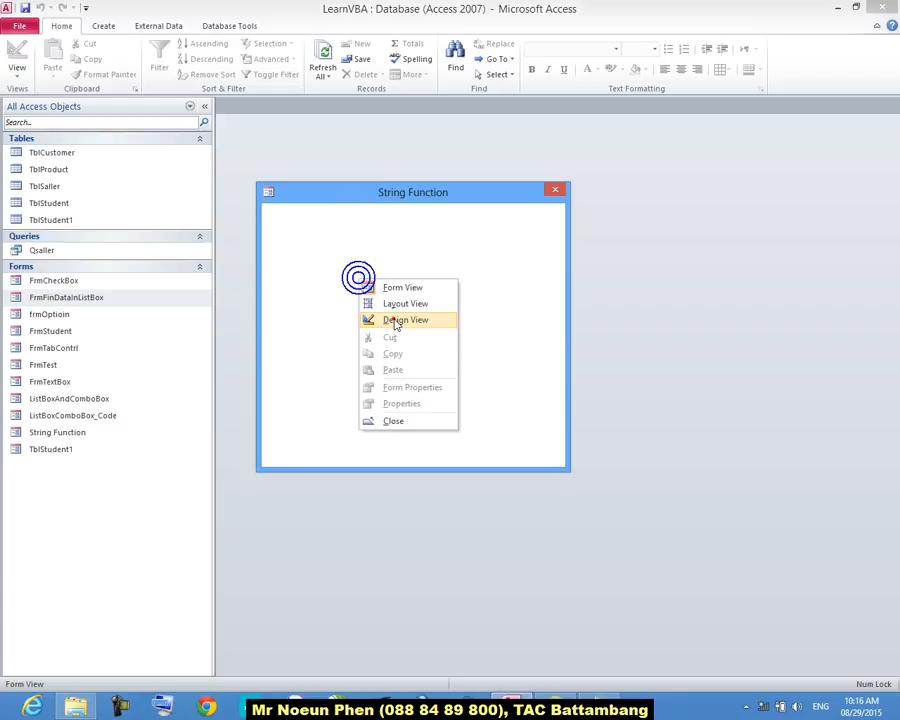 LearnVBA : Database (Access 2007) - Microsoft Access
File Home Create External Data Database Tools
View
Views
Paste
Cut
Copy
Format Painter
Clipboard
Filter
Ascending
Descending
Remove Sort
Selection
Advanced
Toggle Filter
Sort & Filter
Refresh All
New
Save
Delete
Totals
Spelling
More
Records
Find
Replace
Go To
Select
Find
B I U A
Text Formatting
All Access Objects
Search...
Tables
TblCustomer
TblProduct
TblSaller
TblStudent
TblStudent1
Queries
Qsaller
Forms
FrmCheckBox
FrmFinDataInListBox
frmOptioin
FrmStudent
FrmTabContrl
FrmTest
FrmTextBox
ListBoxAndComboBox
ListBoxComboBox_Code
String Function
TblStudent1
String Function
Form View
Layout View
Design View
Cut
Copy
Paste
Form Properties
Properties
Close
Form View
Num Lock
ENG
10:16 AM
08/29/2015
Mr Noeun Phen (088 84 89 800), TAC Battambang